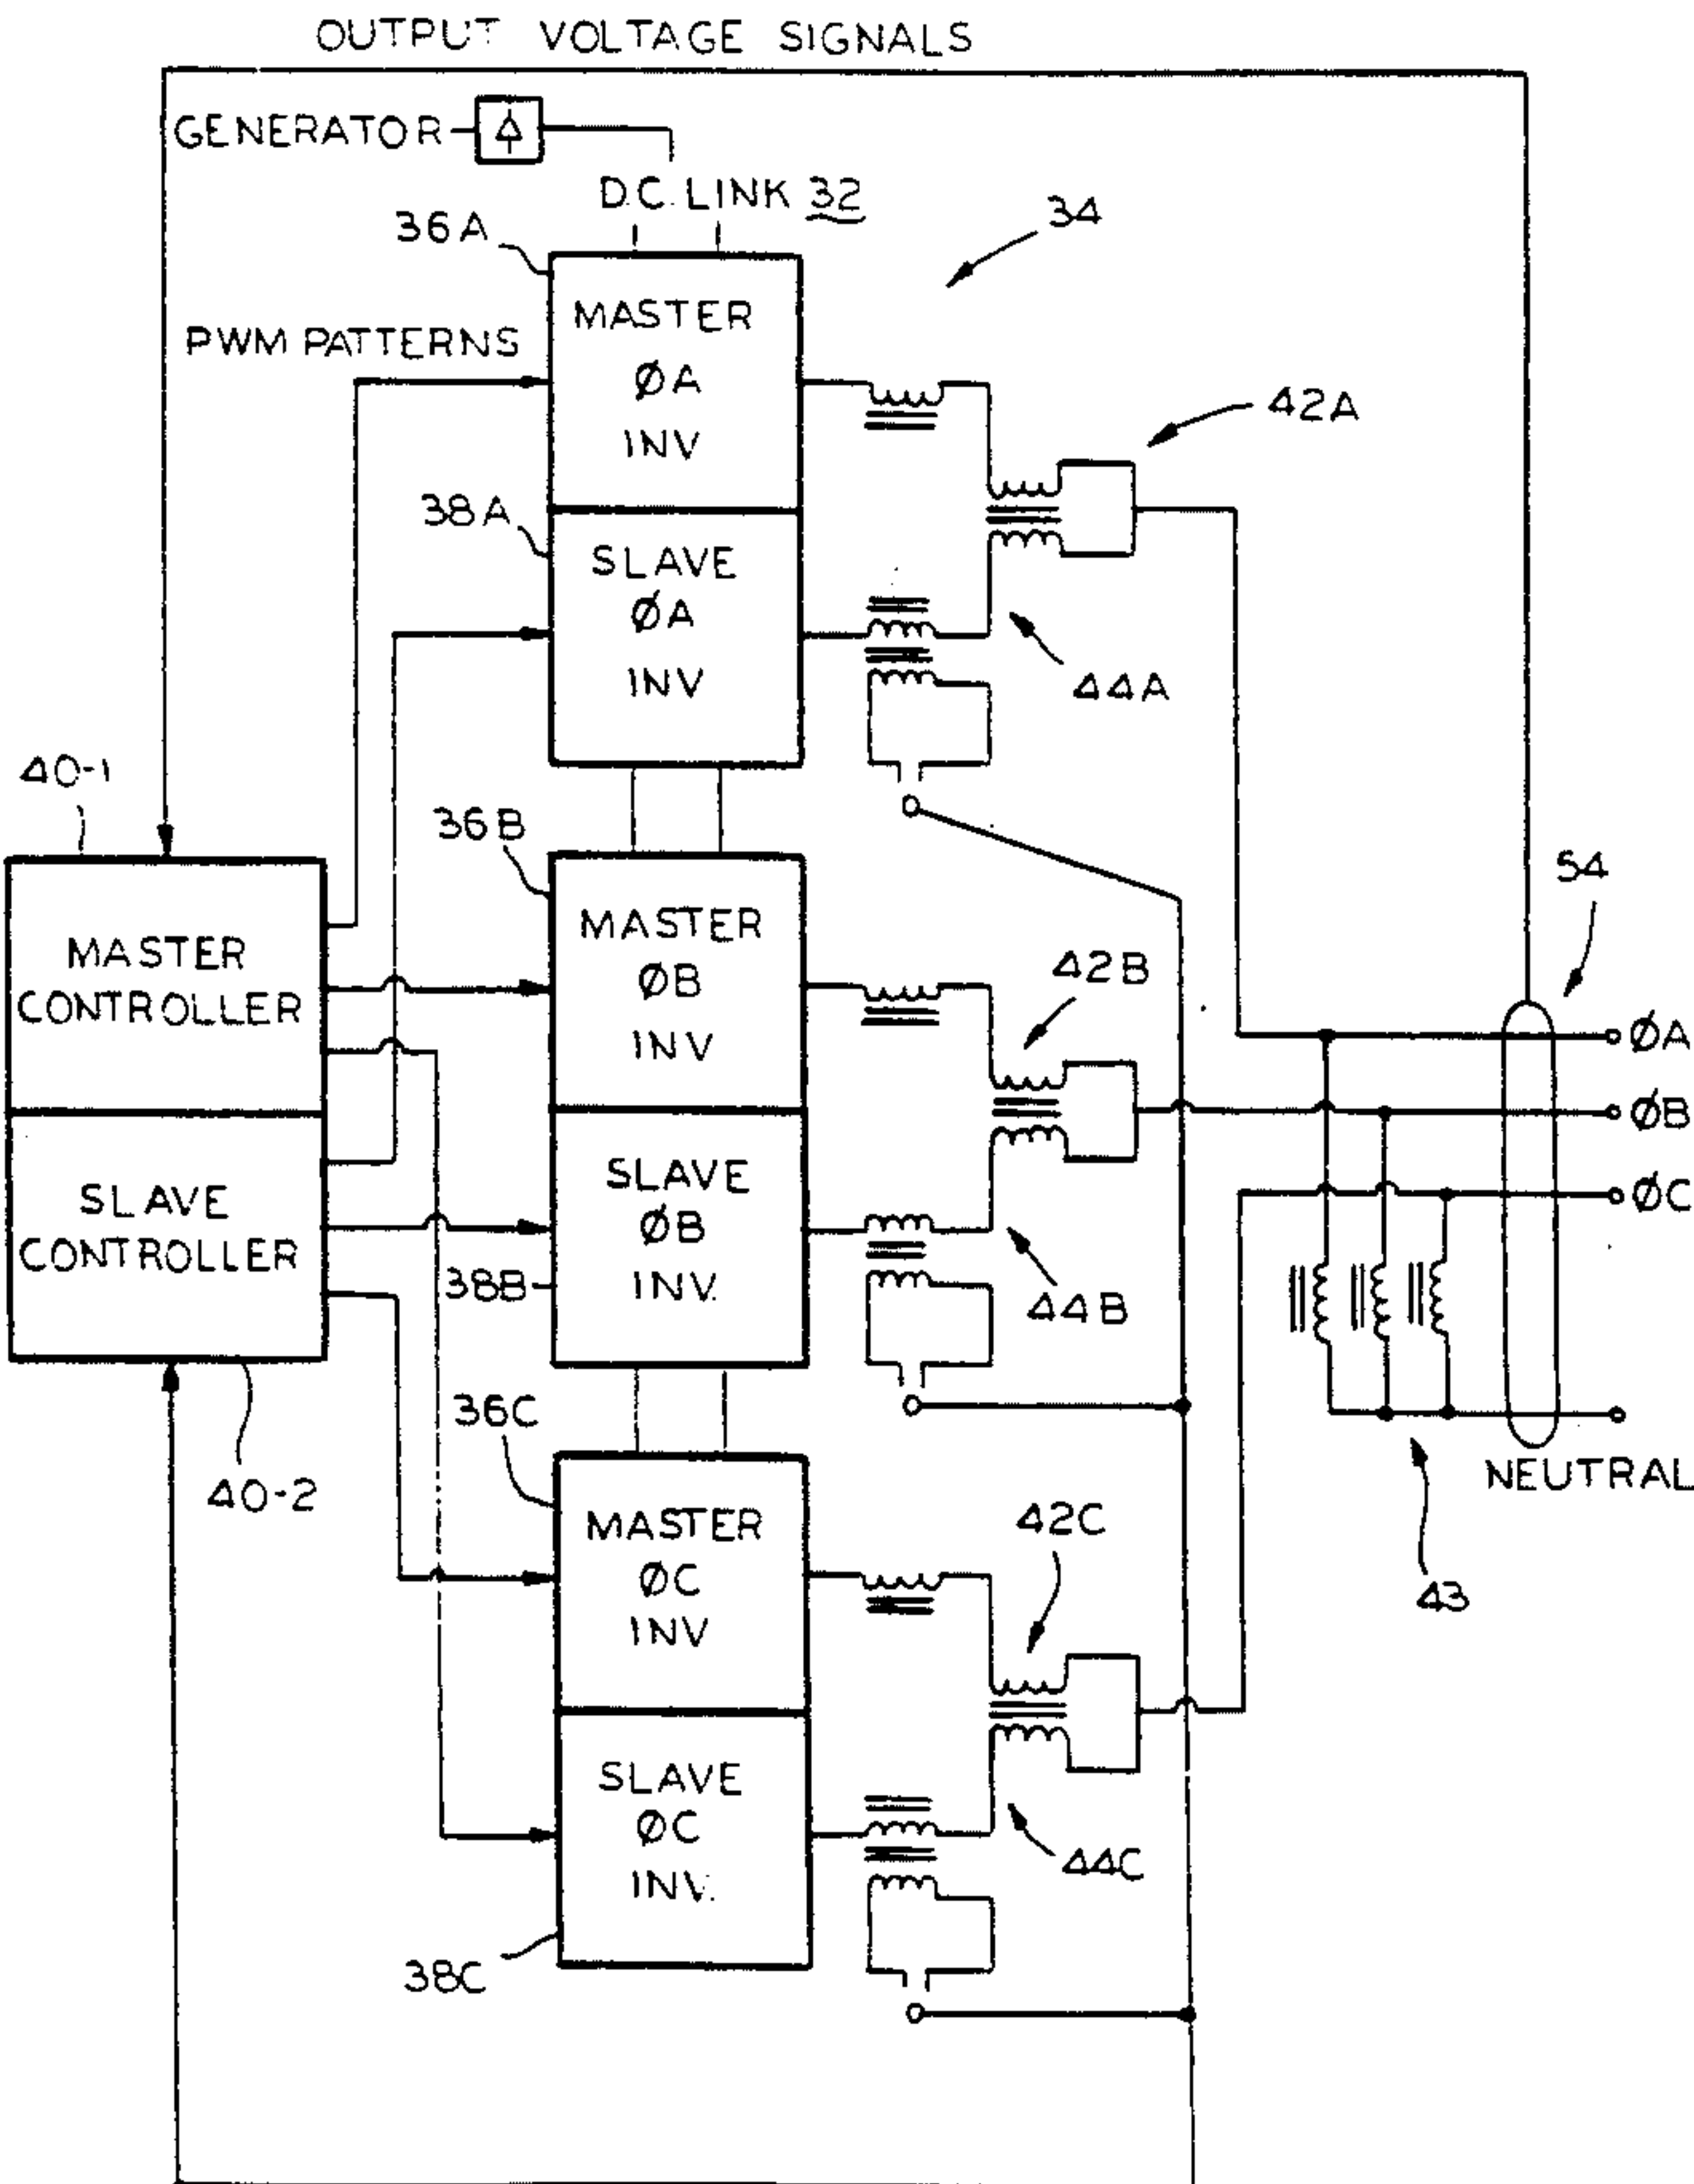 OUTPUT VOLTAGE SIGNALS
GENERATOR
D.C. LINK 32
36A
34
MASTER
ØA
INV
PWM PATTERNS
42A
38A
SLAVE
ØA
INV
44A
40-1
36B
54
MASTER
CONTROLLER
MASTER
ØB
INV
42B
ØA
ØB
ØC
SLAVE
CONTROLLER
SLAVE
ØB
INV.
38B
44B
40-2
36C
NEUTRAL
43
MASTER
ØC
INV
42C
SLAVE
ØC
INV.
44C
38C